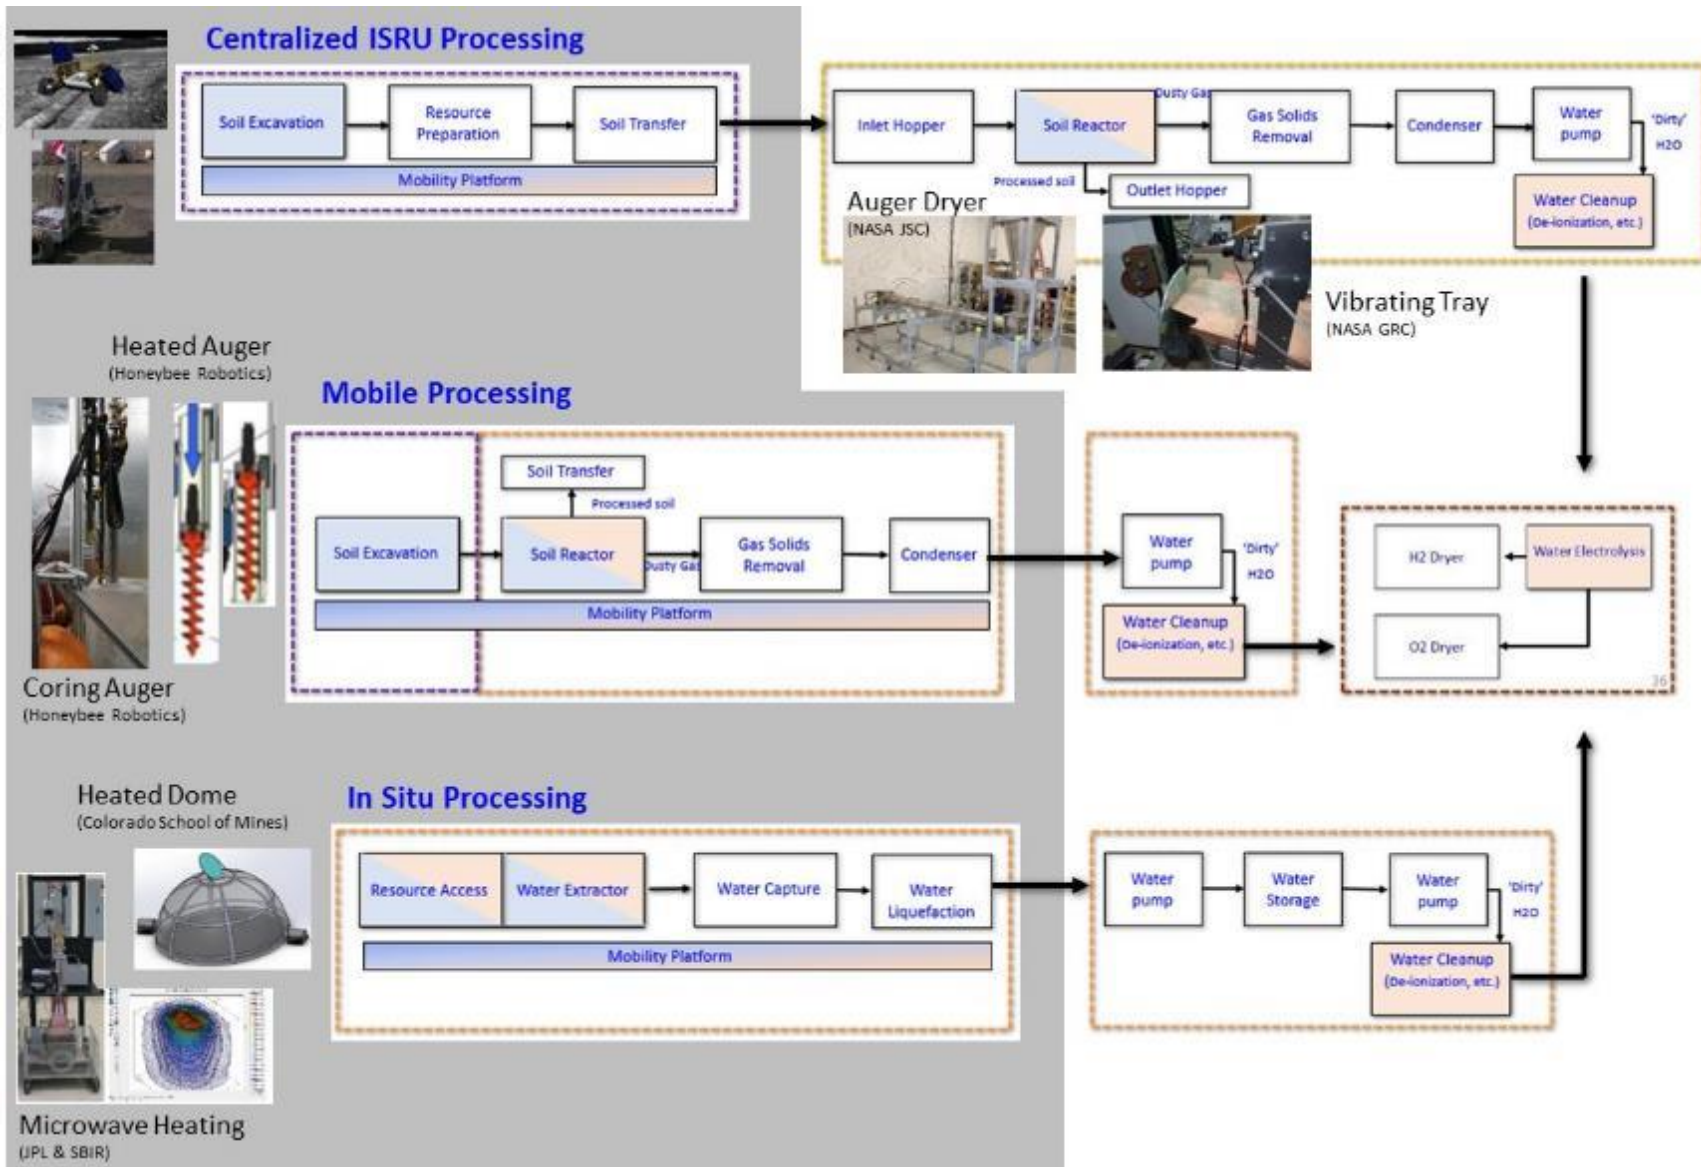 Centralized ISRU Processing
Soil Excavation
Resource
Preparation
Soil Transfer
Mobility Platform
Inlet Hopper
Soil Reactor
Dusty Gas
Gas Solids
Removal
Condenser
Water
pump
'Dirty'
H2O
Processed soil
Outlet Hopper
Water Cleanup
(De-ionization, etc.)
Auger Dryer
(NASA JSC)
Vibrating Tray
(NASA GRC)
Heated Auger
(Honeybee Robotics)
Mobile Processing
Soil Transfer
Processed soil
Soil Excavation
Soil Reactor
Dusty Gas
Gas Solids
Removal
Condenser
Mobility Platform
Water
pump
'Dirty'
H2O
Water Cleanup
(De-ionization, etc.)
H2 Dryer
Water Electrolysis
O2 Dryer
36
Coring Auger
(Honeybee Robotics)
Heated Dome
(Colorado School of Mines)
In Situ Processing
Resource Access
Water Extractor
Water Capture
Water
Liquefaction
Mobility Platform
Water
pump
Water
Storage
Water
pump
'Dirty'
H2O
Water Cleanup
(De-ionization, etc.)
Microwave Heating
(JPL & SBIR)